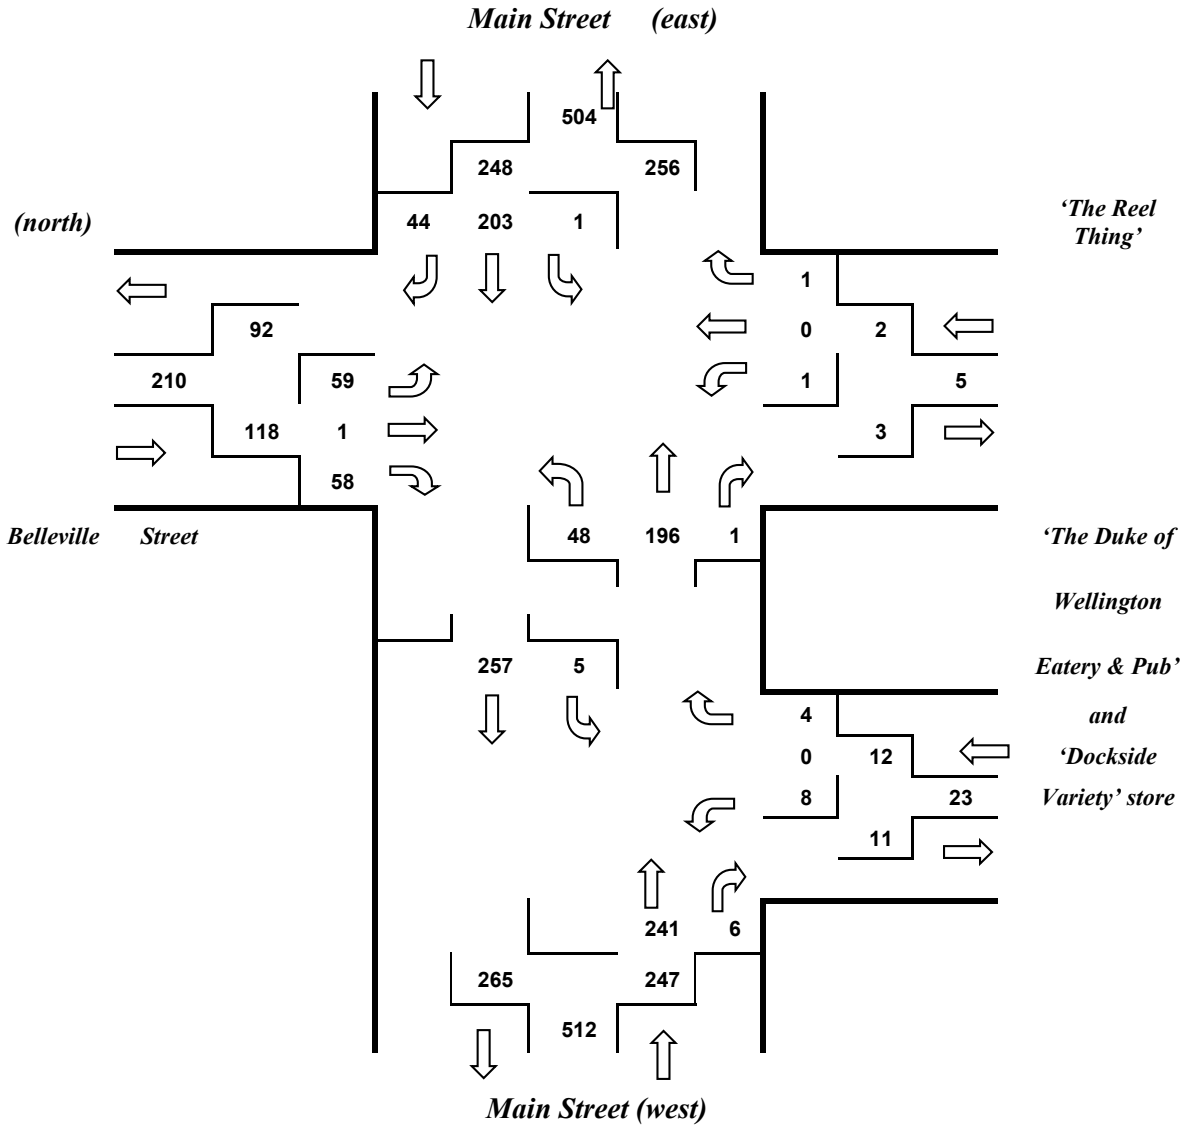 Main Street (east)
504
248 256
(north) 44 203 1 ‘The Reel
Thing’
1
92 0 2
210 59 1 5
118 1 3
58
Belleville Street 48 196 1 ‘The Duke of
Wellington
257 5 Eatery & Pub’
4 and
0 12 ‘Dockside
8 23 Variety’ store
11
241 6
265 247
512
Main Street (west)